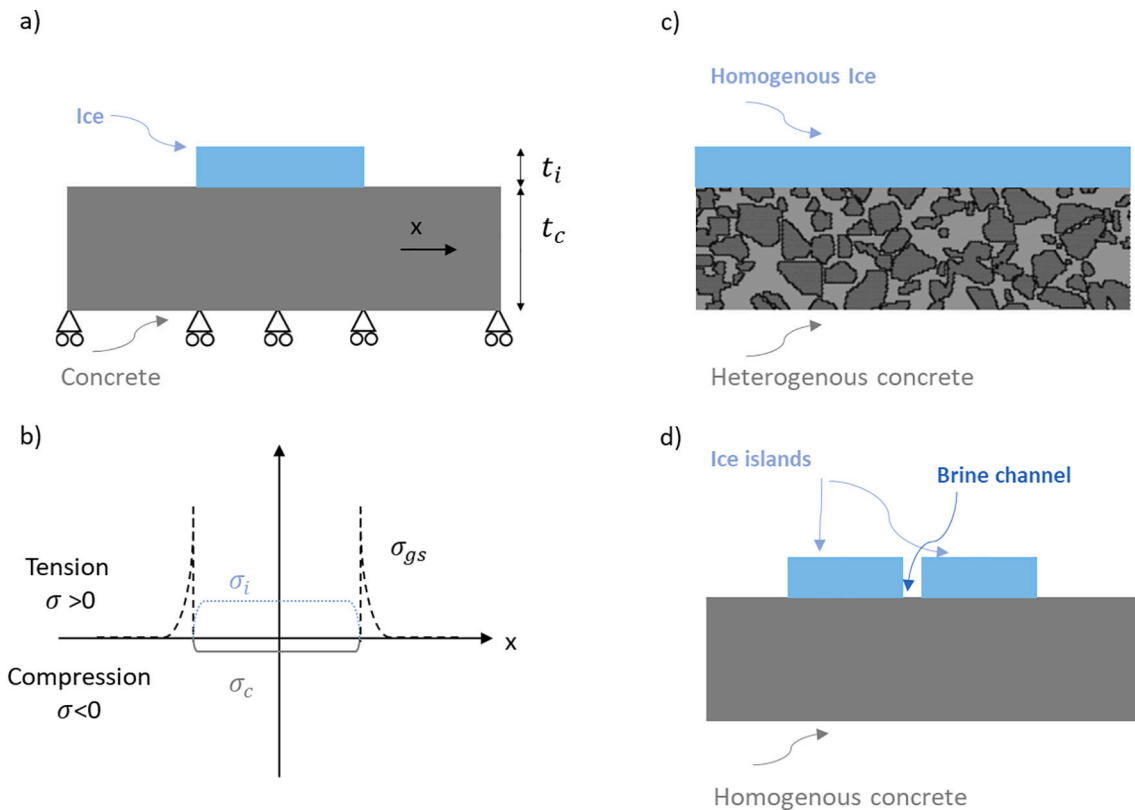 a)
Ice
t_i
t_c
x
Concrete
b)
Tension
σ >0
σ_i
σ_gs
x
Compression
σ<0
σ_c
c)
Homogenous Ice
Heterogenous concrete
d)
Ice islands
Brine channel
Homogenous concrete